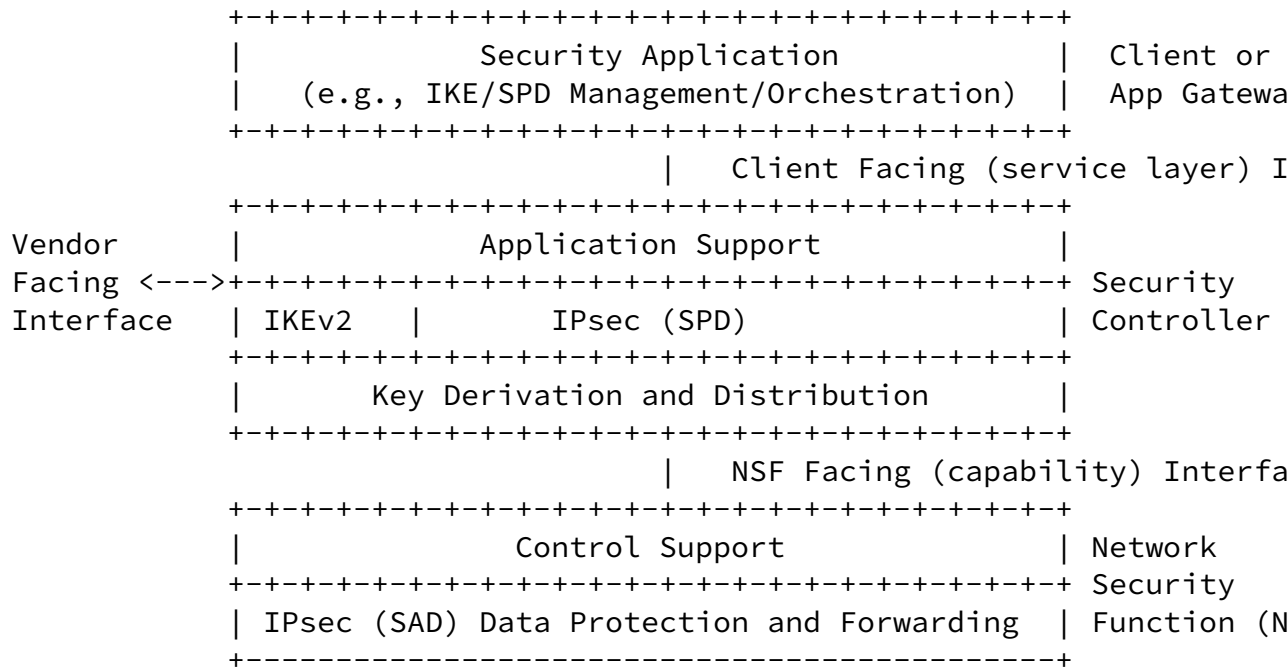 +-+-+-+-+-+-+-+-+-+-+-+-+-+-+-+-+-+-+-+-+-+-+-+
|             Security Application            |  Client or
|   (e.g., IKE/SPD Management/Orchestration)  |  App Gatewa
+-+-+-+-+-+-+-+-+-+-+-+-+-+-+-+-+-+-+-+-+-+-+-+
|   Client Facing (service layer) I
+-+-+-+-+-+-+-+-+-+-+-+-+-+-+-+-+-+-+-+-+-+-+-+
Vendor      |             Application Support             |
Facing <--->+-+-+-+-+-+-+-+-+-+-+-+-+-+-+-+-+-+-+-+-+-+-+-+ Security
Interface   | IKEv2  |       IPsec (SPD)                  | Controller
+-+-+-+-+-+-+-+-+-+-+-+-+-+-+-+-+-+-+-+-+-+-+-+
|       Key Derivation and Distribution       |
+-+-+-+-+-+-+-+-+-+-+-+-+-+-+-+-+-+-+-+-+-+-+-+
|   NSF Facing (capability) Interfa
+-+-+-+-+-+-+-+-+-+-+-+-+-+-+-+-+-+-+-+-+-+-+-+
|               Control Support               | Network
+-+-+-+-+-+-+-+-+-+-+-+-+-+-+-+-+-+-+-+-+-+-+-+ Security
| IPsec (SAD) Data Protection and Forwarding  | Function (N
+---------------------------------------------+